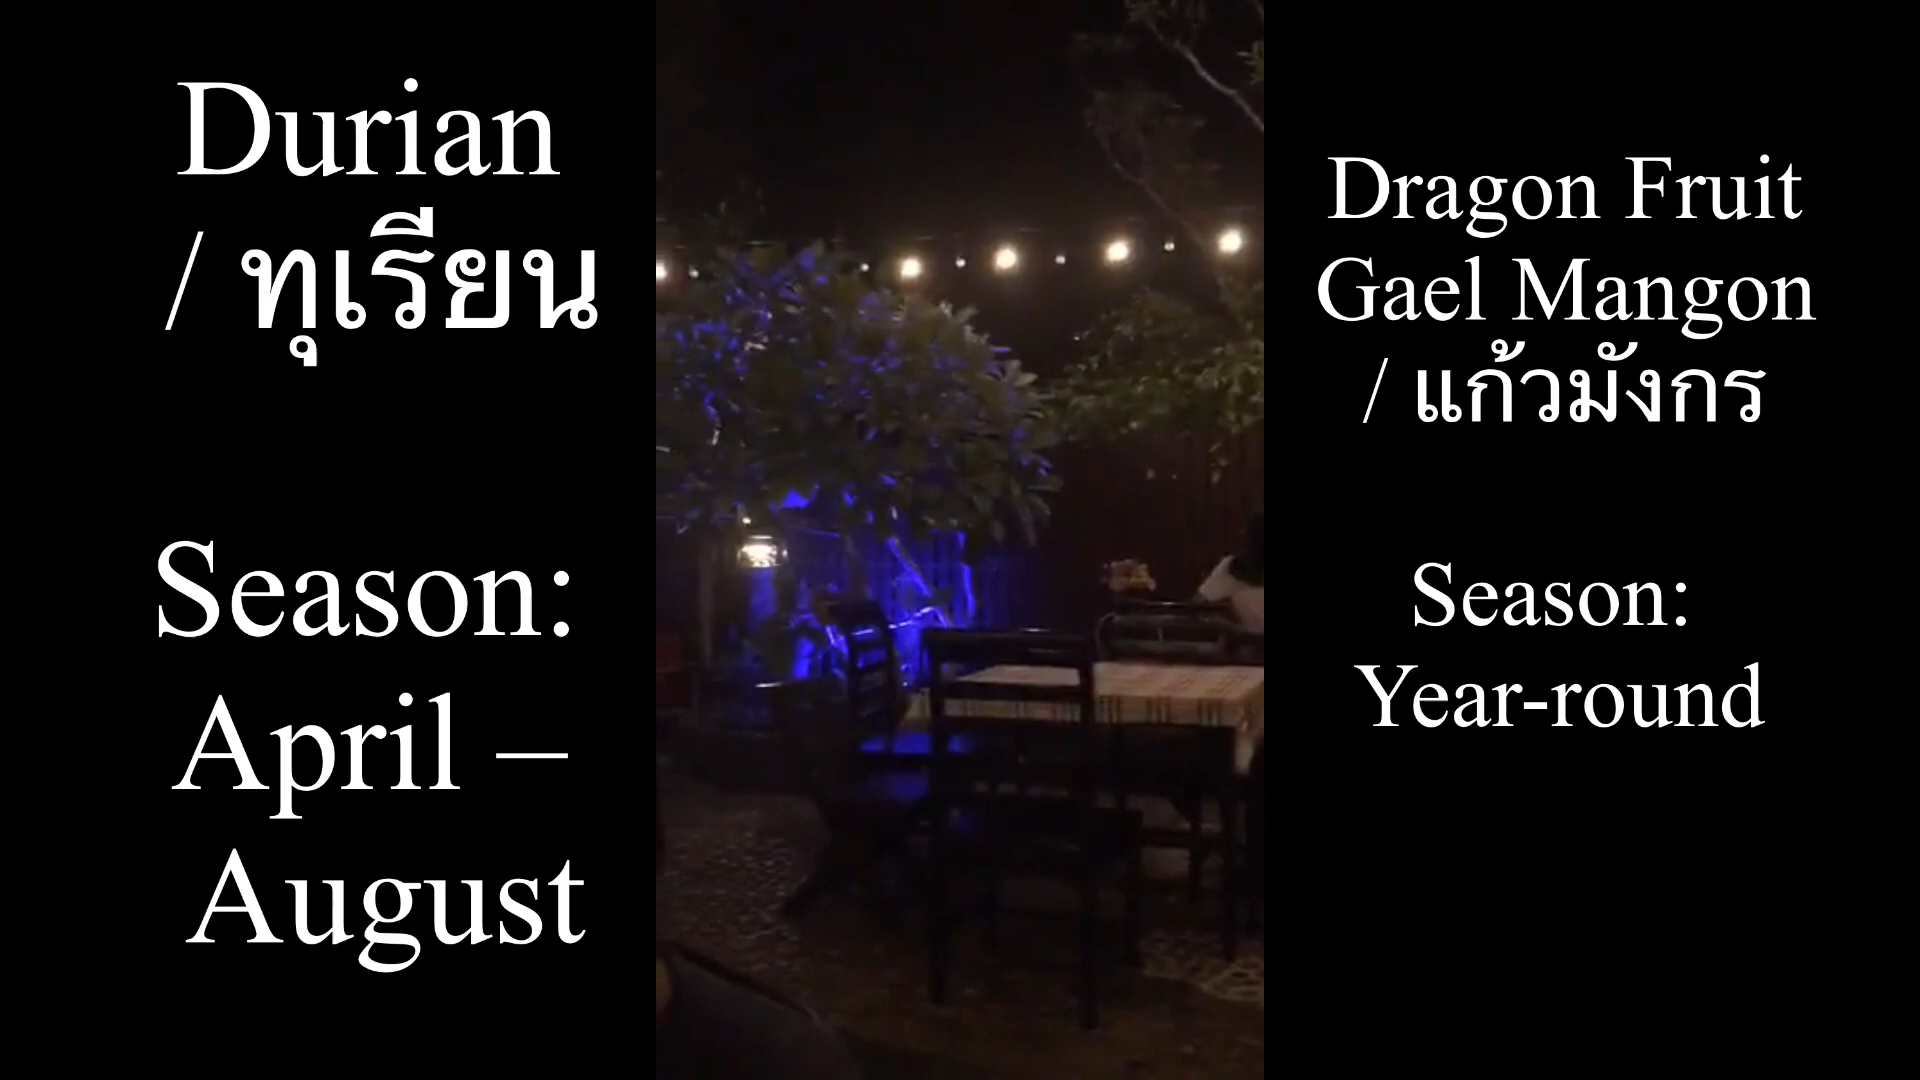 Durian
/ ทุเรียน
Season:
April –
August
Dragon Fruit
Gael Mangon
/ แก้วมังกร
Season:
Year-round